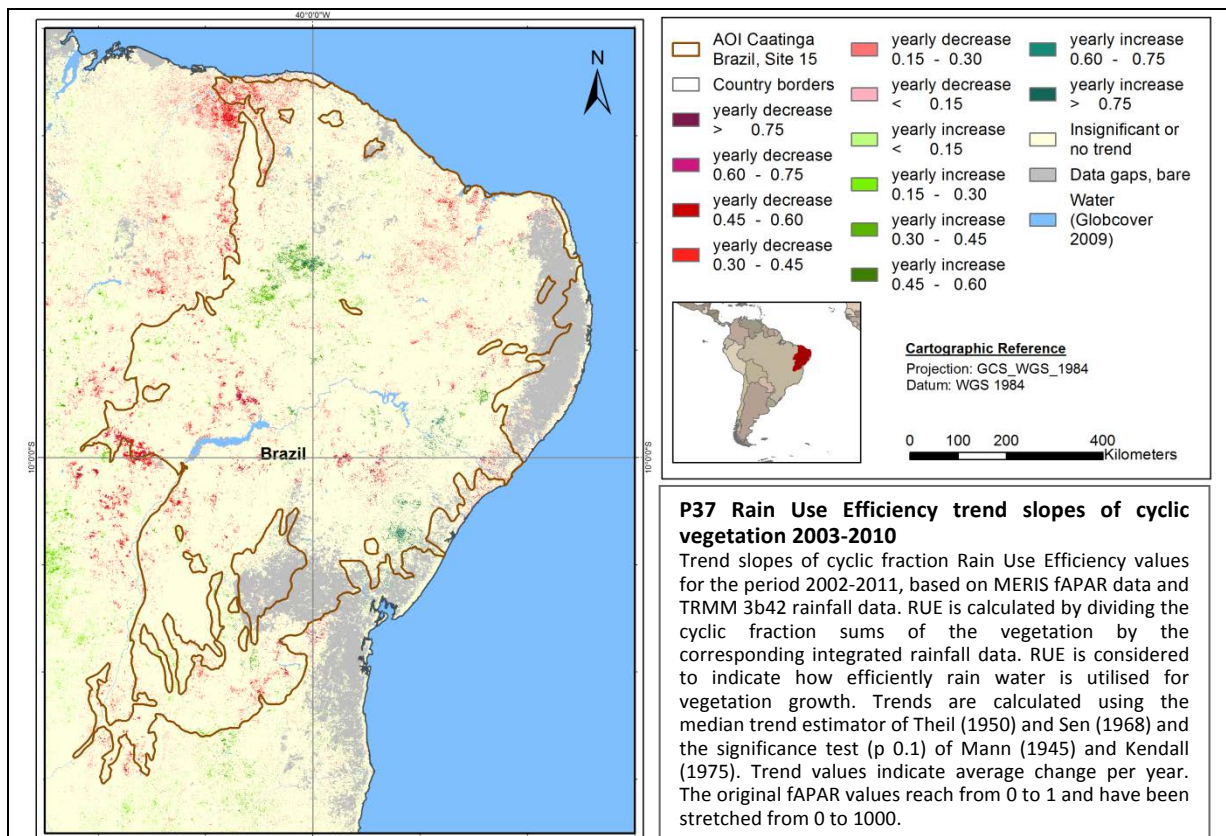 40°0'0"W
N
Brazil
10°0'0"S
10°0'0"S
40°0'0"W
AOI Caatinga
Brazil, Site 15
Country borders
yearly decrease
> 0.75
yearly decrease
0.60 - 0.75
yearly decrease
0.45 - 0.60
yearly decrease
0.30 - 0.45
yearly decrease
0.15 - 0.30
yearly decrease
< 0.15
yearly increase
< 0.15
yearly increase
0.15 - 0.30
yearly increase
0.30 - 0.45
yearly increase
0.45 - 0.60
yearly increase
0.60 - 0.75
yearly increase
> 0.75
Insignificant or
no trend
Data gaps, bare
Water
(Globcover
2009)
Cartographic Reference
Projection: GCS_WGS_1984
Datum: WGS 1984
0 100 200 400
Kilometers
P37 Rain Use Efficiency trend slopes of cyclic
vegetation 2003-2010
Trend slopes of cyclic fraction Rain Use Efficiency values
for the period 2002-2011, based on MERIS fAPAR data and
TRMM 3b42 rainfall data. RUE is calculated by dividing the
cyclic fraction sums of the vegetation by the
corresponding integrated rainfall data. RUE is considered
to indicate how efficiently rain water is utilised for
vegetation growth. Trends are calculated using the
median trend estimator of Theil (1950) and Sen (1968) and
the significance test (p 0.1) of Mann (1945) and Kendall
(1975). Trend values indicate average change per year.
The original fAPAR values reach from 0 to 1 and have been
stretched from 0 to 1000.